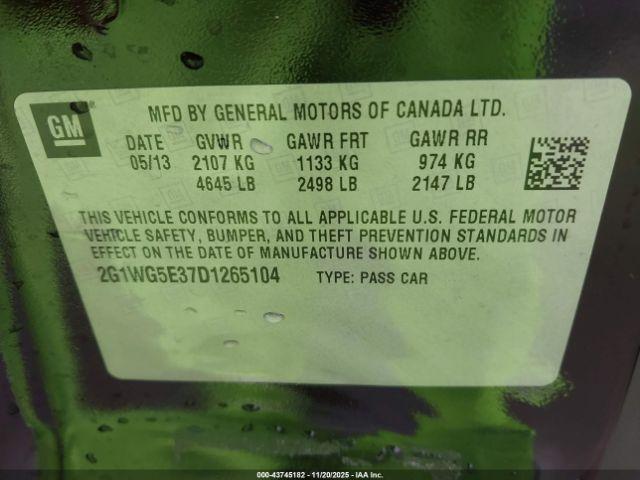 GM
MFD BY GENERAL MOTORS OF CANADA LTD.
DATE GVWR GAWR FRT GAWR RR
05/13 2107 KG 1133 KG 974 KG
4645 LB 2498 LB 2147 LB
THIS VEHICLE CONFORMS TO ALL APPLICABLE U.S. FEDERAL MOTOR
VEHICLE SAFETY, BUMPER, AND THEFT PREVENTION STANDARDS IN
EFFECT ON THE DATE OF MANUFACTURE SHOWN ABOVE.
2G1WG5E37D1265104 TYPE: PASS CAR
000-43745182 - 11/20/2025 - IAA Inc.